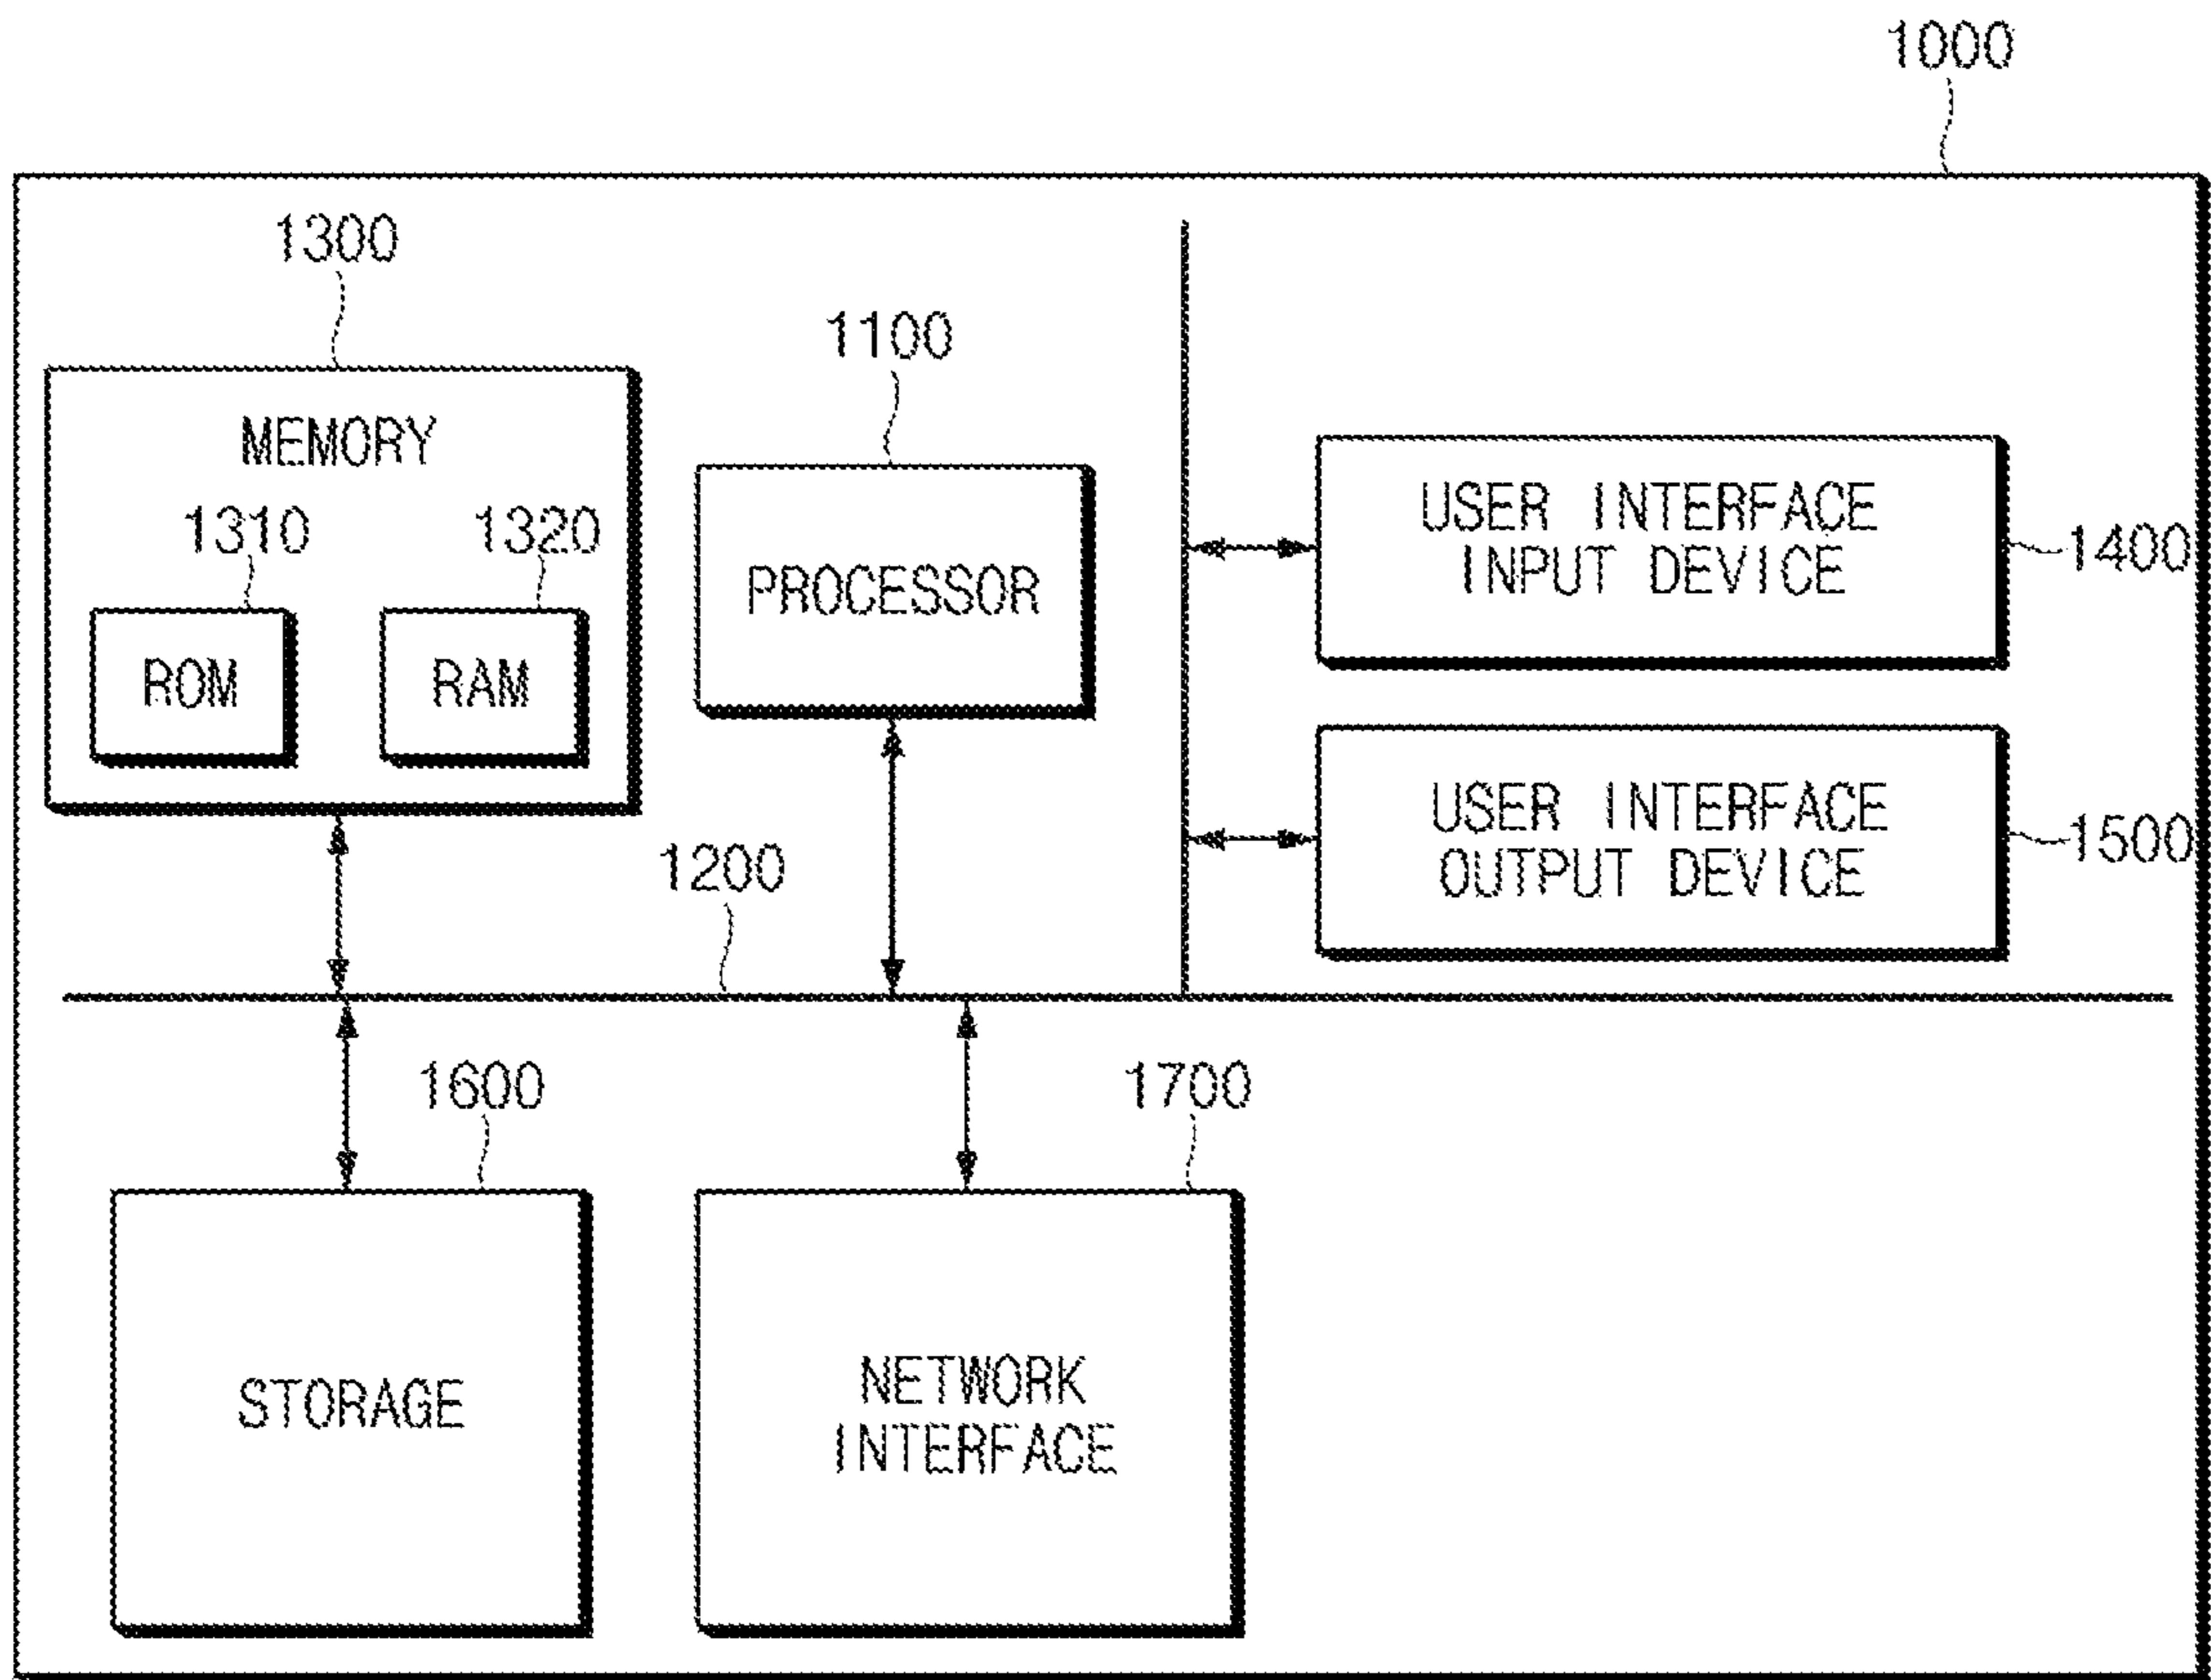 1000
1300
1100
MEMORY
1310
1320
ROM
RAM
PROCESSOR
USER INTERFACE
INPUT DEVICE
1400
USER INTERFACE
OUTPUT DEVICE
1500
1200
1600
1700
STORAGE
NETWORK
INTERFACE